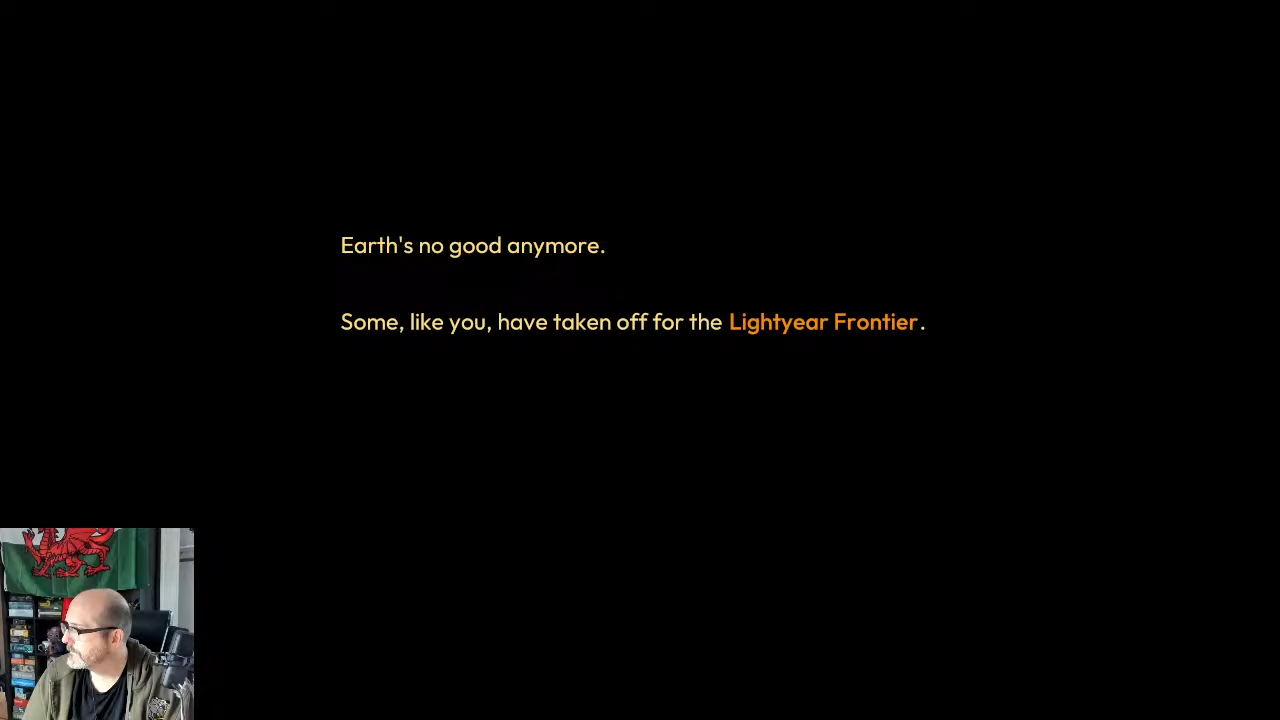 Earth's no good anymore.
Some, like you, have taken off for the Lightyear Frontier.